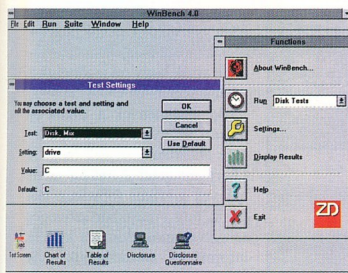 WinBench 4.0
File Edit Run Suite Window Help
Functions
About WinBench...
Run Disk Tests
Settings...
Display Results
Help
Exit
ZD
Test Settings
You may choose a test and setting and
edit the associated value.
Test: Disk_Mix
Setting: drive
Value: C
Default: C
OK
Cancel
Use Default
Test Screen
Chart of
Results
Table of
Results
Disclosure
Disclosure
Questionnaire